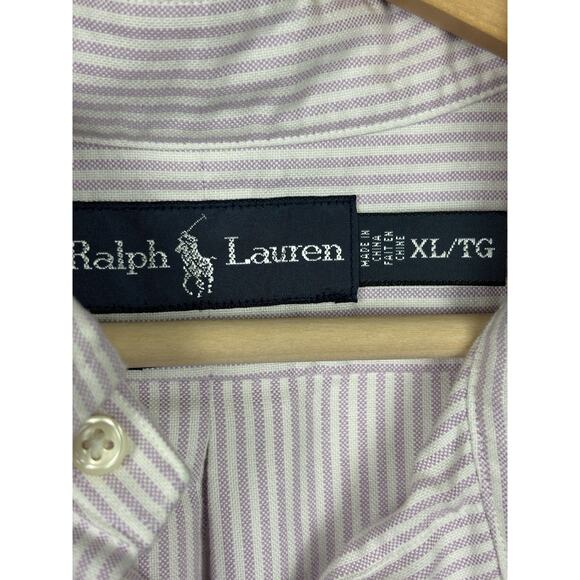 Ralph Lauren
MADE IN
CHINA
FAIT EN
CHINE
XL/TG